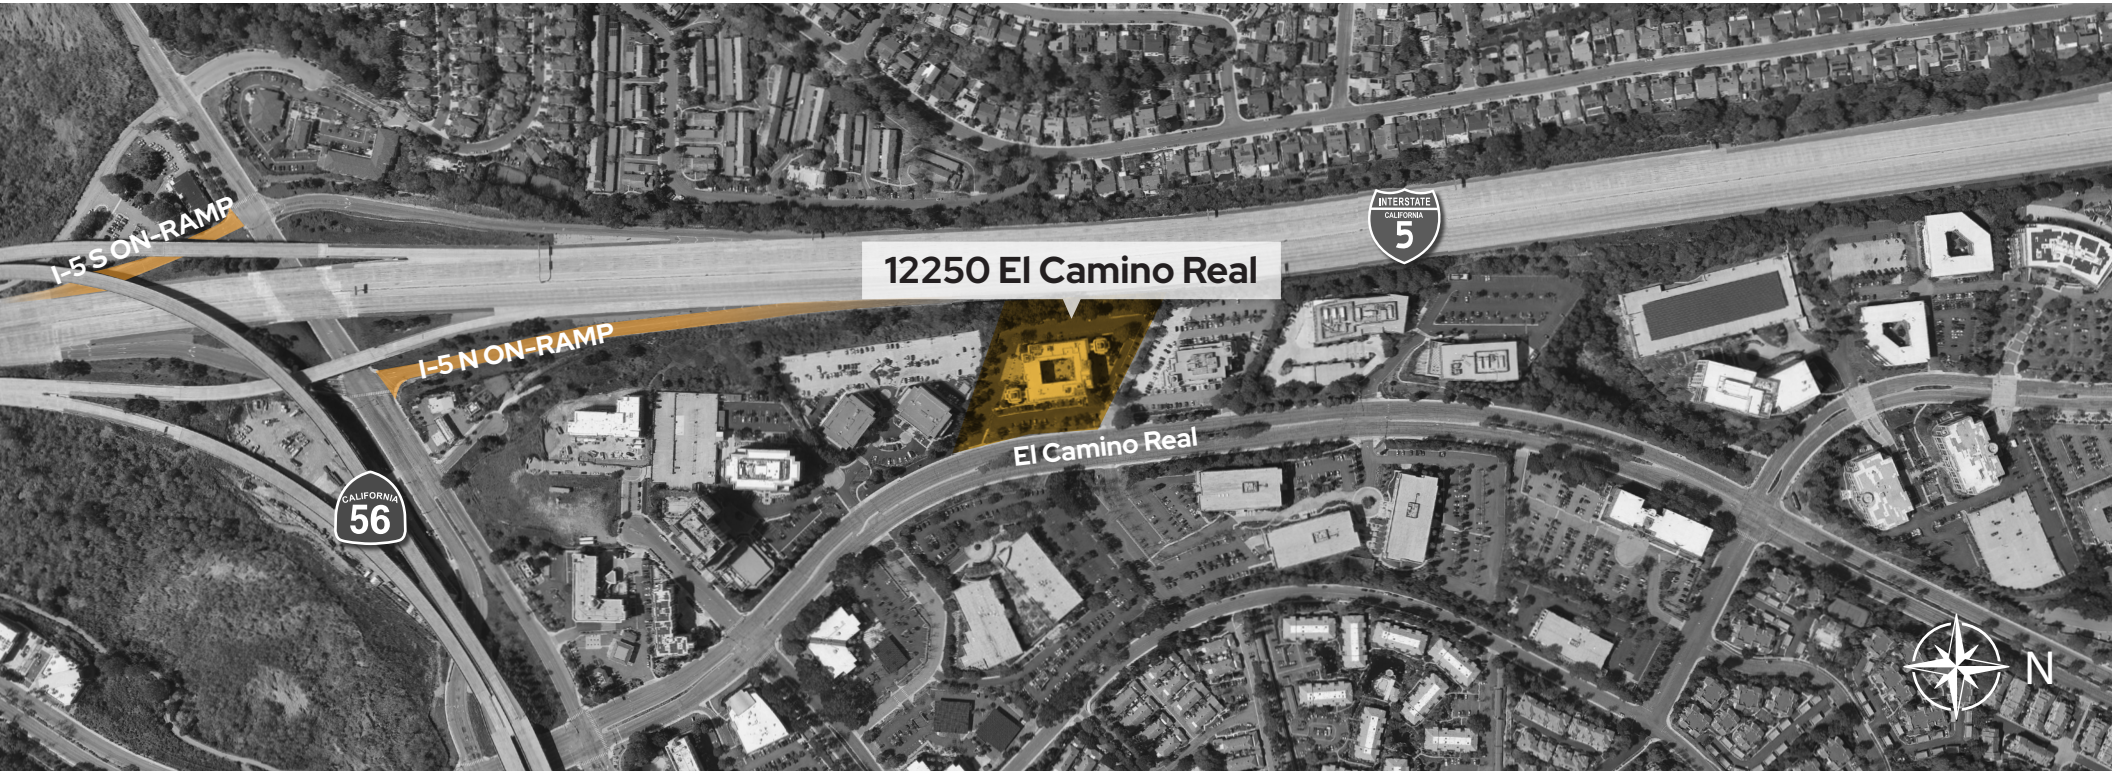 I-5 S ON-RAMP
INTERSTATE
CALIFORNIA
5
12250 El Camino Real
I-5 N ON-RAMP
El Camino Real
CALIFORNIA
56
N